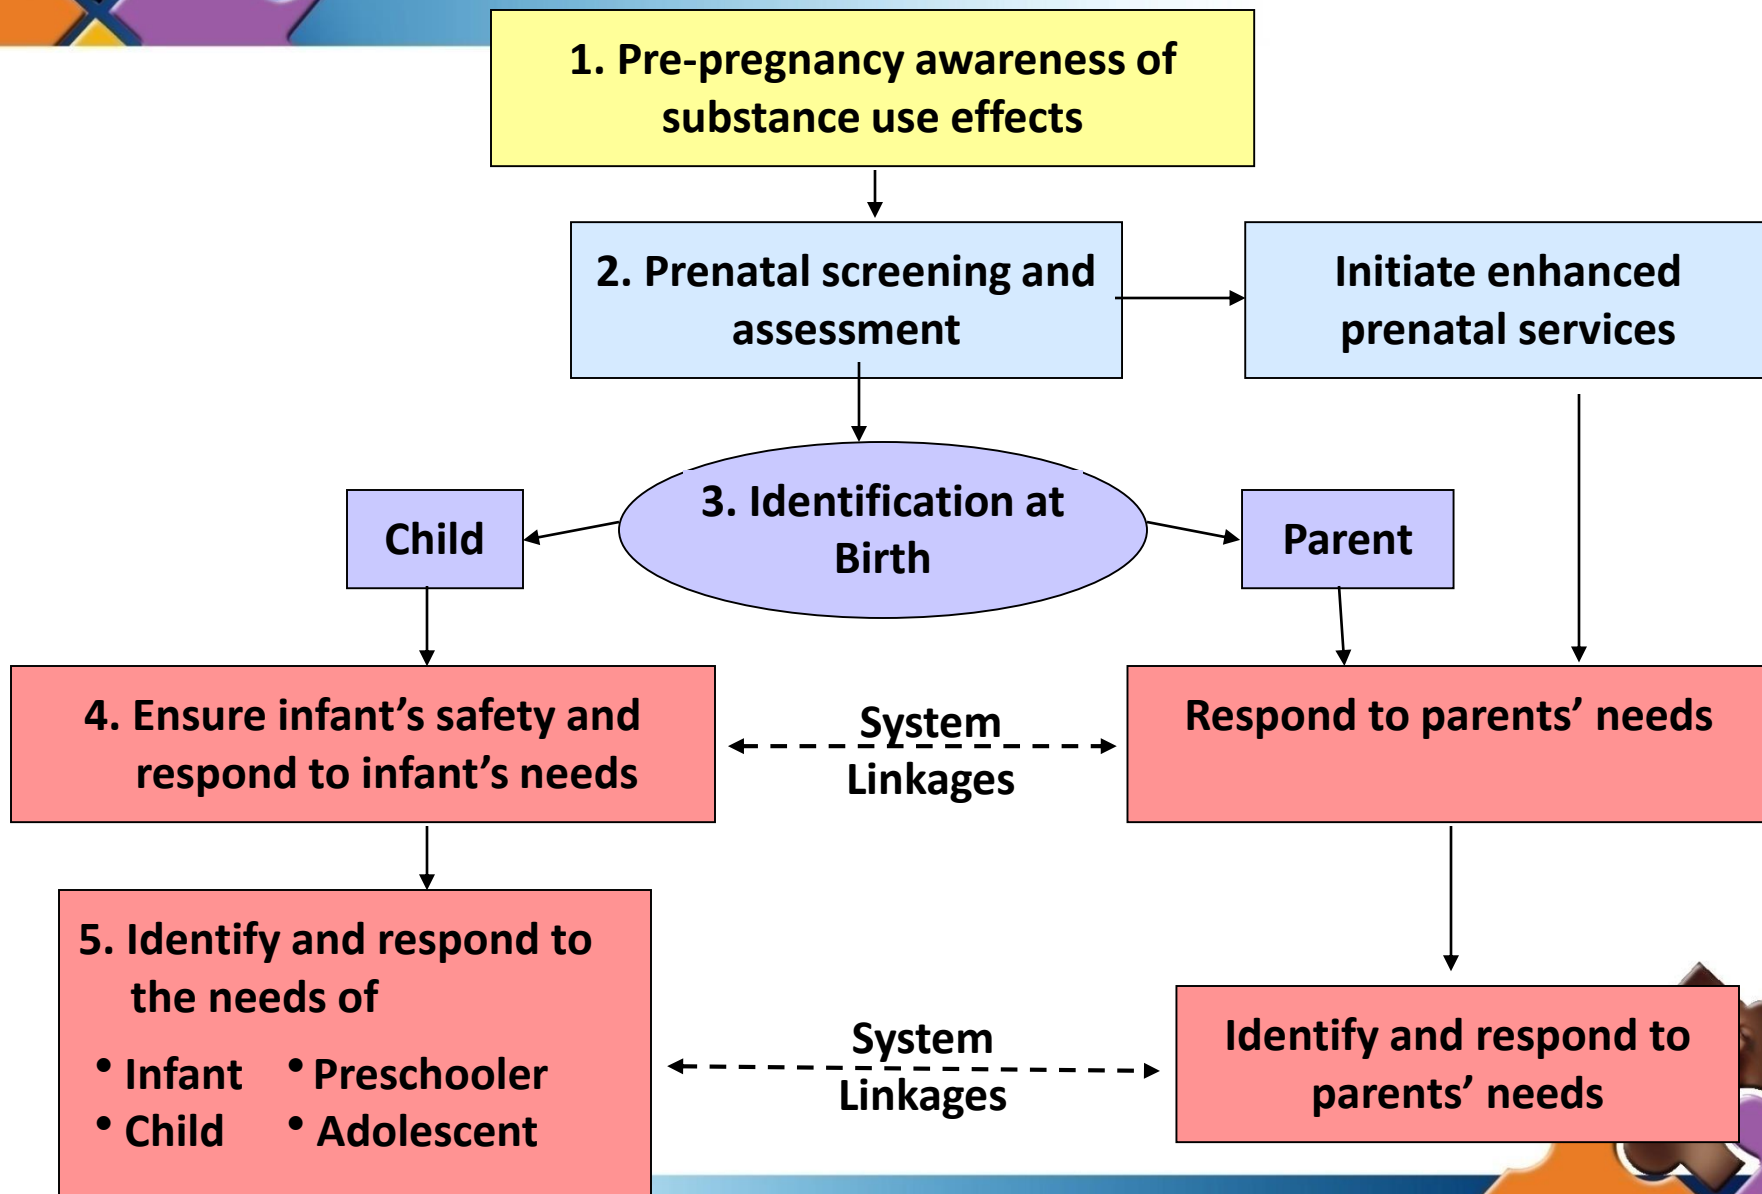 1. Pre-pregnancy awareness of
substance use effects
2. Prenatal screening and
assessment
Initiate enhanced
prenatal services
3. Identification at
Birth
Child
Parent
4. Ensure infant’s safety and
respond to infant’s needs
System
Linkages
Respond to parents’ needs
5. Identify and respond to
the needs of
• Infant • Preschooler
• Child • Adolescent
System
Linkages
Identify and respond to
parents’ needs